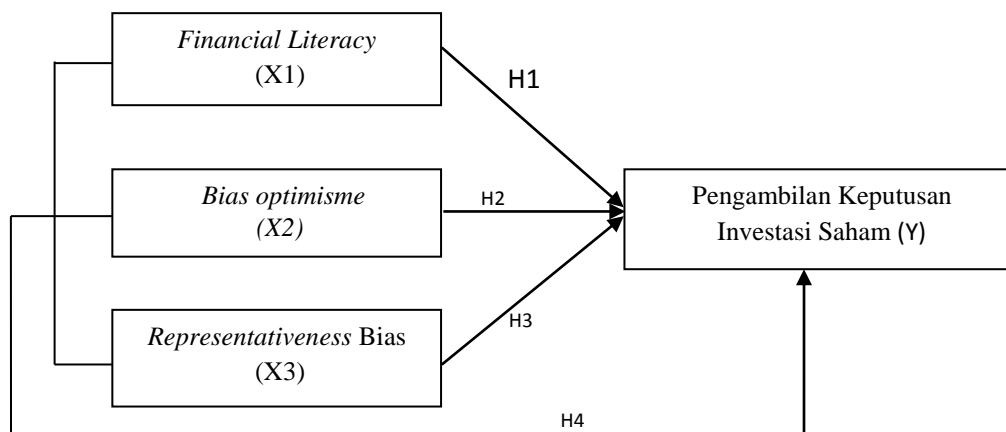 Financial Literacy
(X1)
H1
Bias optimisme
(X2)
H2
Pengambilan Keputusan
Investasi Saham (Y)
Representativeness Bias
(X3)
H3
H4